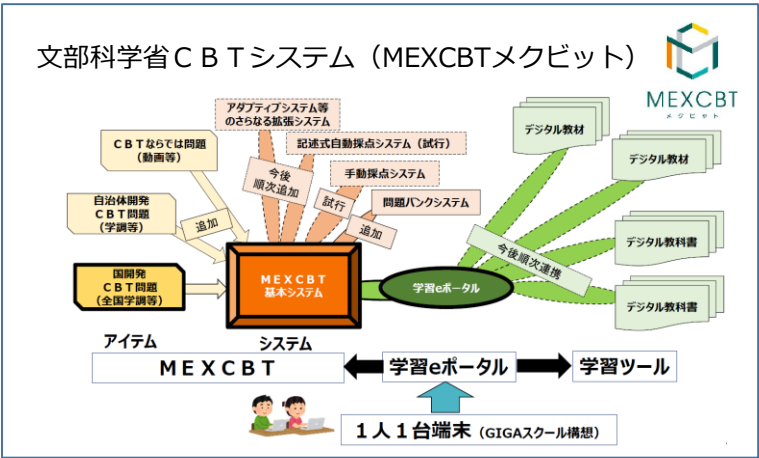 文部科学省ＣＢＴシステム（MEXCBTメクビット）
MEXCBT
メクビット
アダプティブシステム等
のさらなる拡張システム
記述式自動採点システム（試行）
手動採点システム
問題バンクシステム
今後
順次追加
試行
追加
ＣＢＴならでは問題
（動画等）
自治体開発
ＣＢＴ問題
（学調等）
追加
国開発
ＣＢＴ問題
（全国学調等）
ＭＥＸＣＢＴ
基本システム
学習eポータル
今後順次連携
デジタル教材
デジタル教材
デジタル教科書
デジタル教科書
アイテム
システム
ＭＥＸＣＢＴ
学習eポータル
学習ツール
１人１台端末（GIGAスクール構想）